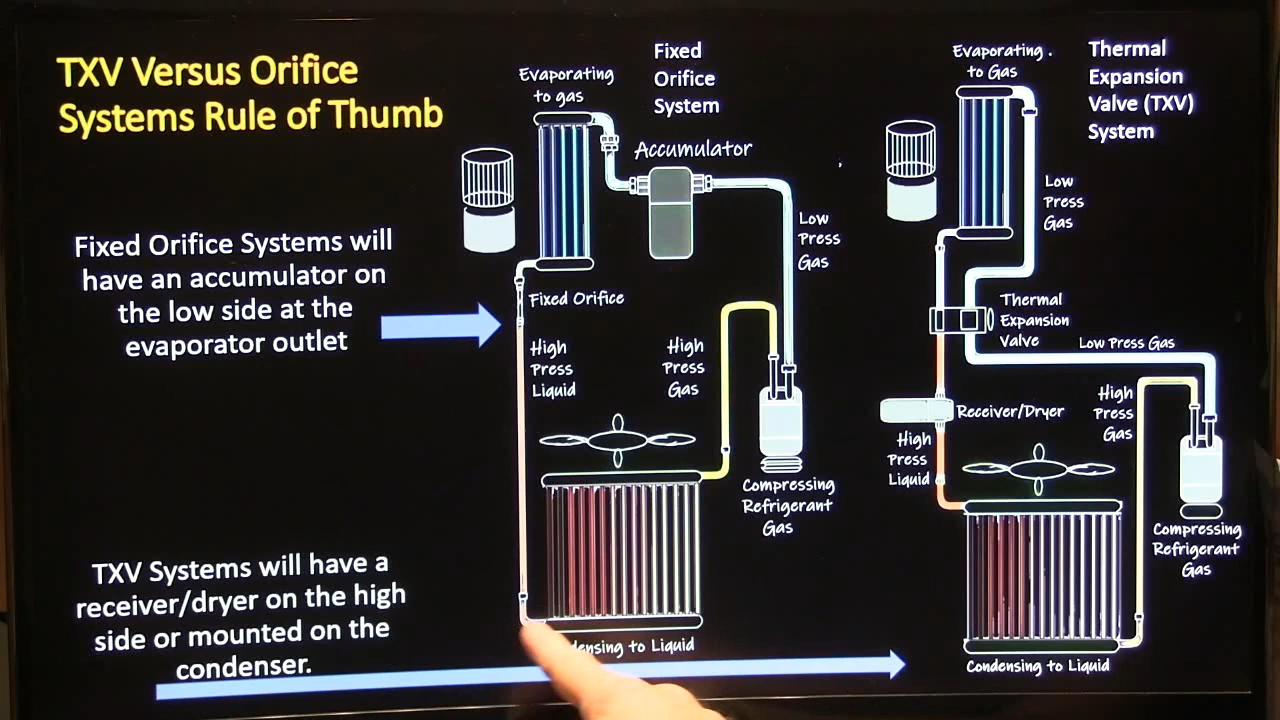 TXV Versus Orifice
Systems Rule of Thumb
Fixed Orifice Systems will
have an accumulator on
the low side at the
evaporator outlet
TXV Systems will have a
receiver/dryer on the high
side or mounted on the
condenser.
Evaporating
to gas
Fixed
Orifice
System
Accumulator
Low
Press
Gas
Fixed Orifice
High
Press
Liquid
High
Press
Gas
Compressing
Refrigerant
Gas
ensing to Liquid
Evaporating
to Gas
Thermal
Expansion
Valve (TXV)
System
Low
Press
Gas
Thermal
Expansion
Valve
Low Press Gas
Receiver/Dryer
High
Press
Liquid
High
Press
Gas
Compressing
Refrigerant
Gas
Condensing to Liquid